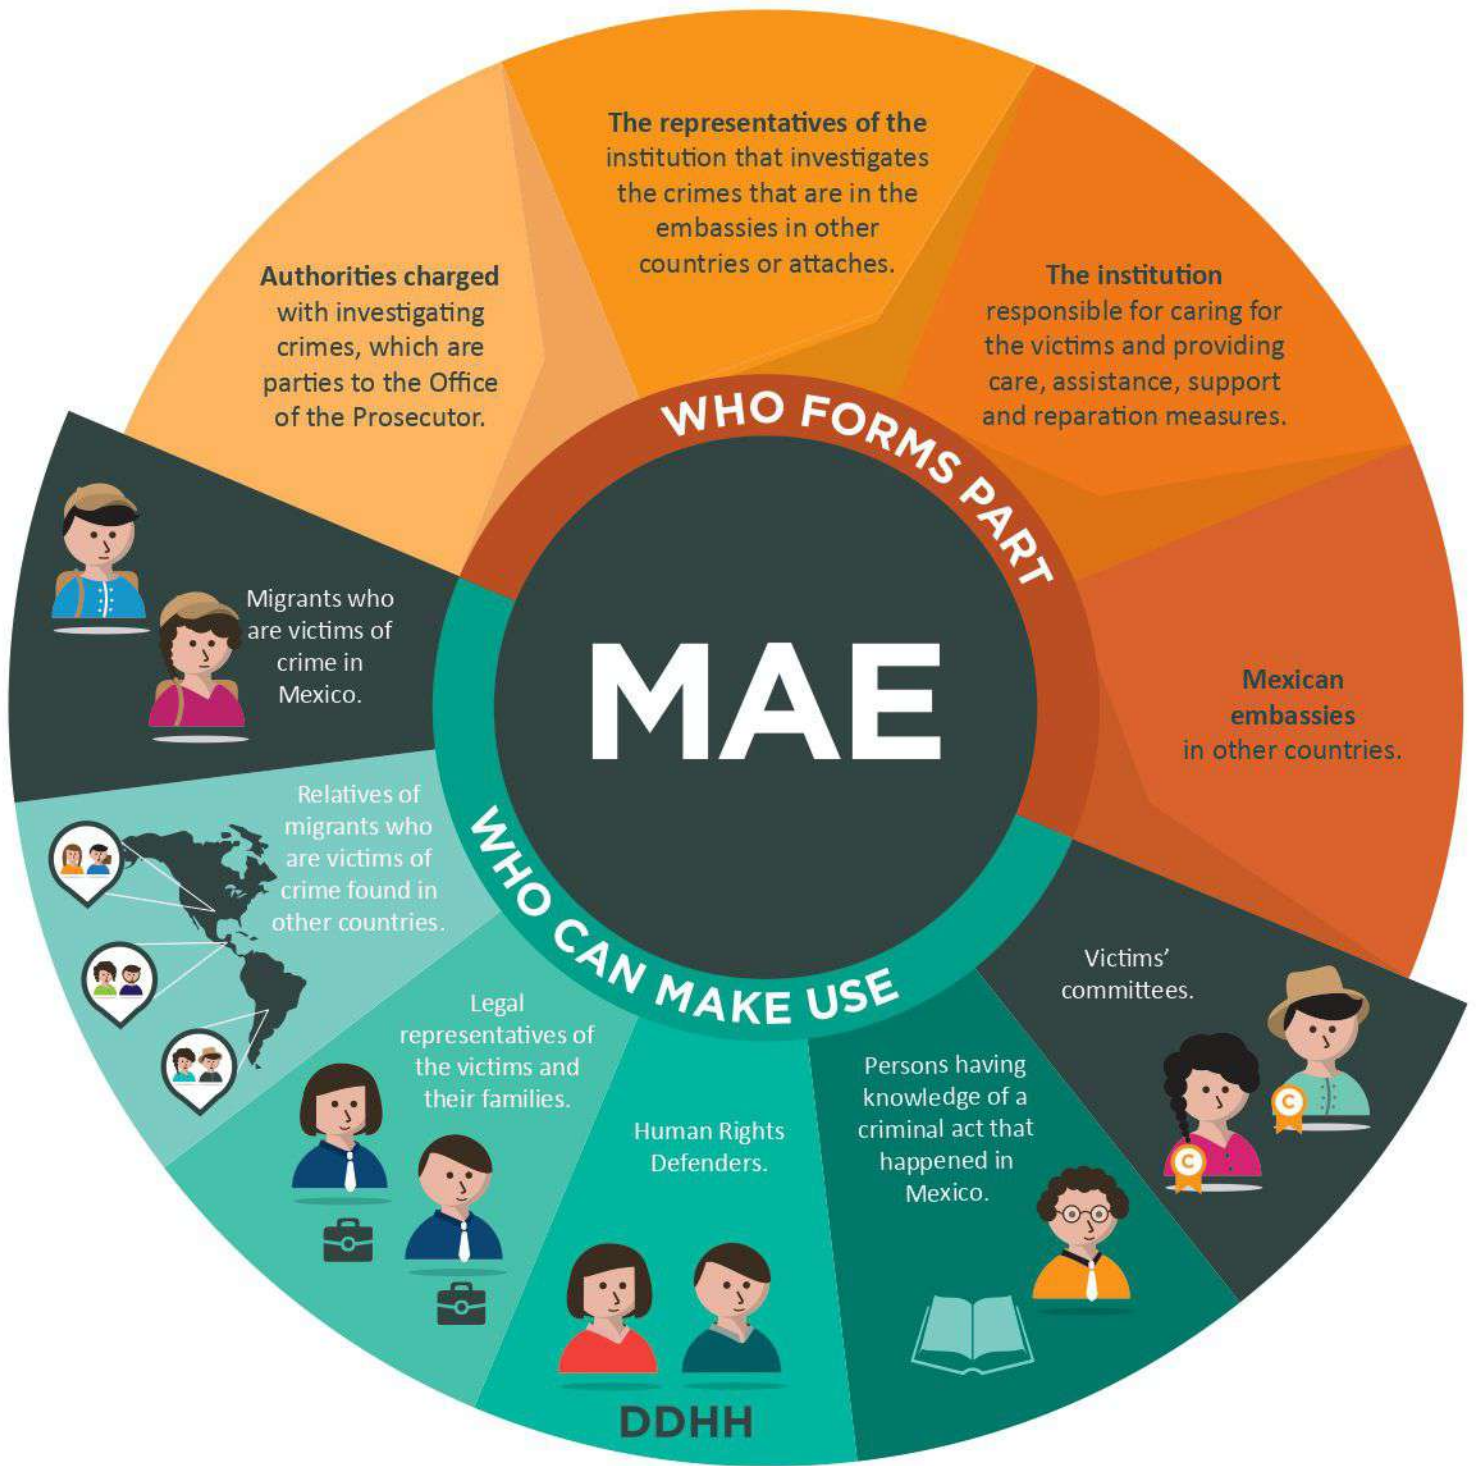 The representatives of the
institution that investigates
the crimes that are in the
embassies in other
countries or attaches.
Authorities charged
with investigating
crimes, which are
parties to the Office
of the Prosecutor.
The institution
responsible for caring for
the victims and providing
care, assistance, support
and reparation measures.
Mexican
embassies
in other countries.
WHO FORMS PART
MAE
WHO CAN MAKE USE
Migrants who
are victims of
crime in
Mexico.
Relatives of
migrants who
are victims of
crime found in
other countries.
Legal
representatives of
the victims and
their families.
Human Rights
Defenders.
DDHH
Persons having
knowledge of a
criminal act that
happened in
Mexico.
Victims’
committees.
C
C